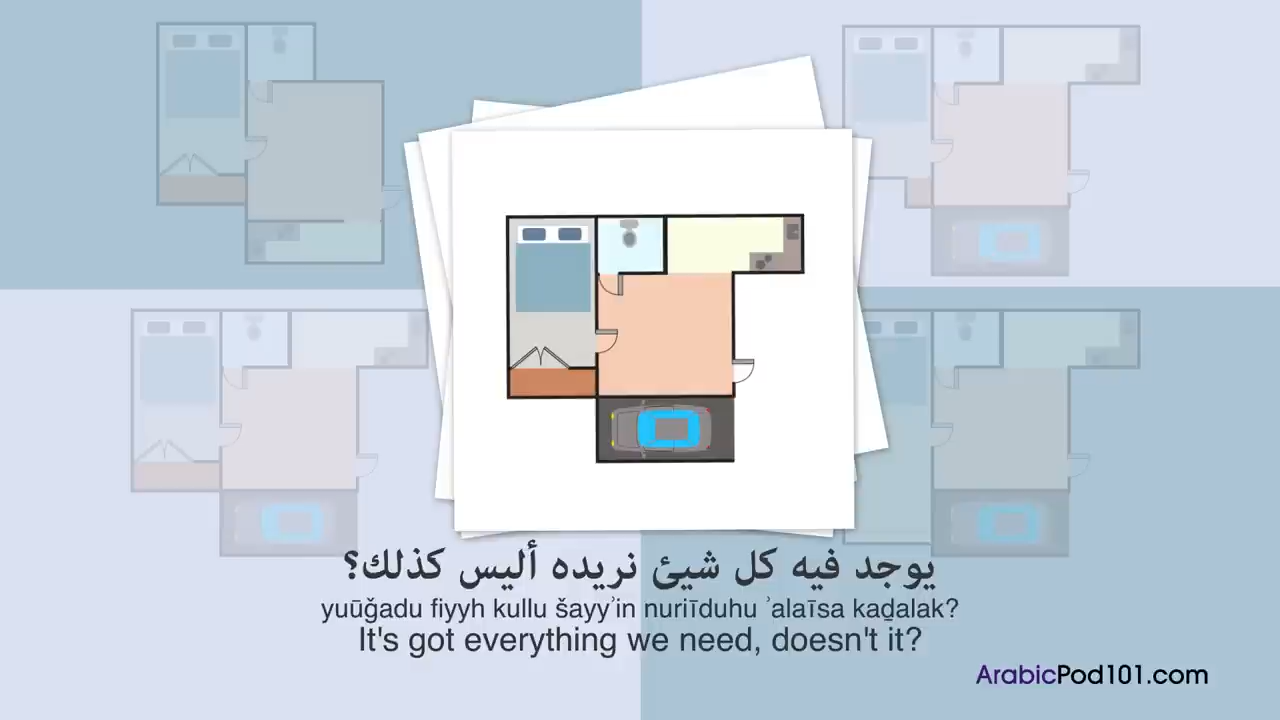 يوجد فيه كل شيئ نريده أليس كذلك؟
yuūǧadu fiyyh kullu šayyʾin nuriīduhu ʾalaīsa kaḏalak?
It's got everything we need, doesn't it?
ArabicPod101.com